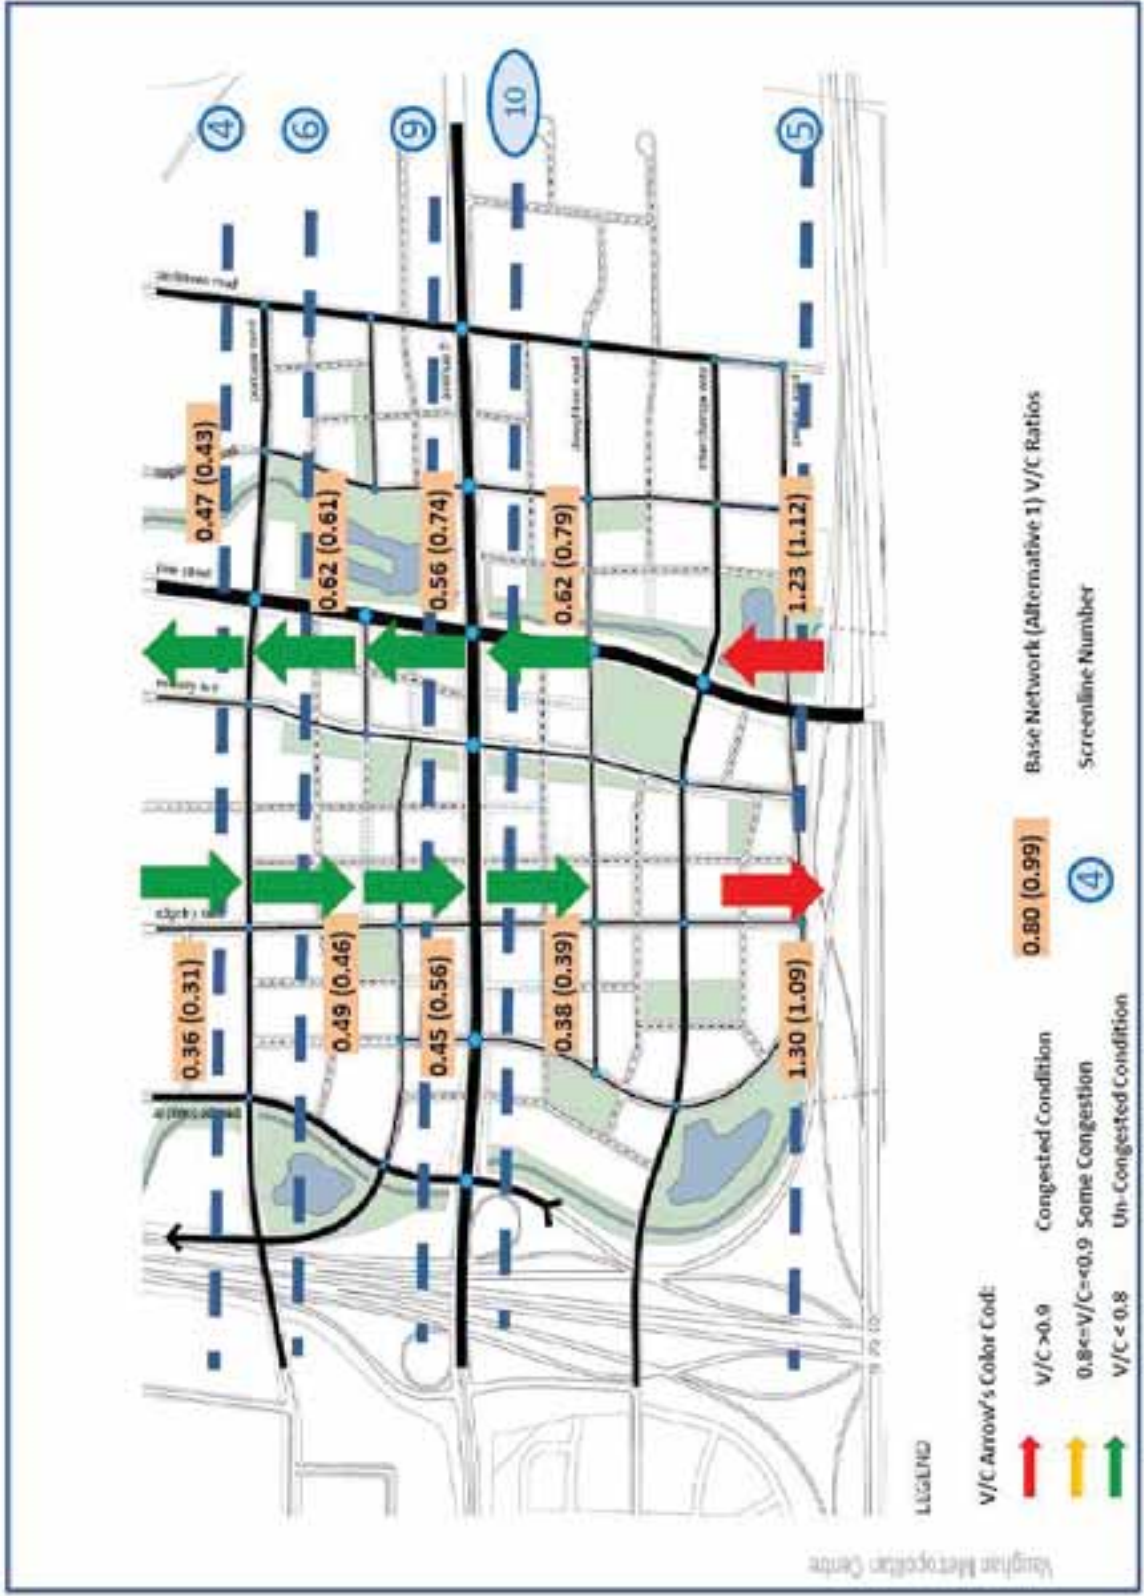 4
6
9
10
5
0.47 (0.43)
0.62 (0.61)
0.56 (0.74)
0.62 (0.79)
1.23 (1.12)
0.36 (0.31)
0.49 (0.46)
0.45 (0.56)
0.38 (0.39)
1.30 (1.09)
LEGEND
V/C Arrow's Color Cod:
V/C >0.9 Congested Condition
0.8<=V/C=<0.9 Some Congestion
V/C < 0.8 Un-Congested Condition
0.80 (0.99) Base Network (Alternative 1) V/C Ratios
4 Screenline Number
Vaughan Metropolitan Centre